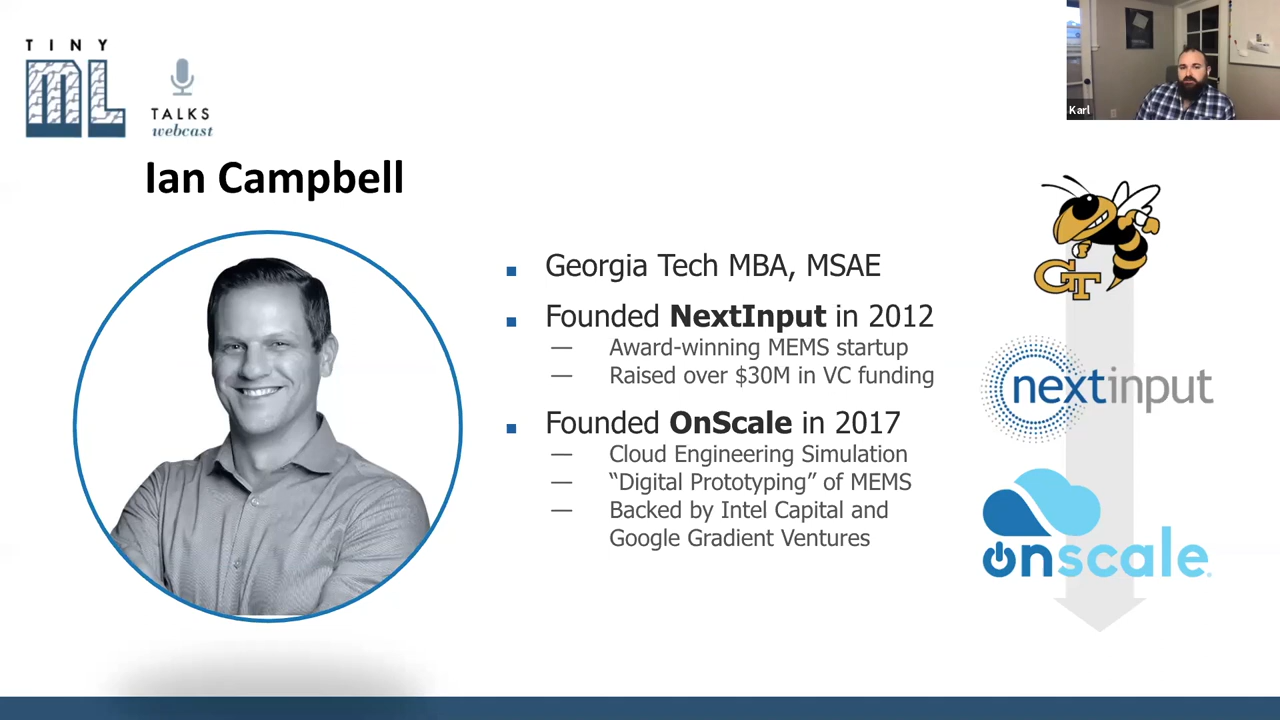 TINY
ML
TALKS
webcast
Karl
Ian Campbell
Georgia Tech MBA, MSAE
Founded NextInput in 2012
— Award-winning MEMS startup
— Raised over $30M in VC funding
Founded OnScale in 2017
— Cloud Engineering Simulation
— “Digital Prototyping” of MEMS
— Backed by Intel Capital and
Google Gradient Ventures
GT
nextinput
onscale